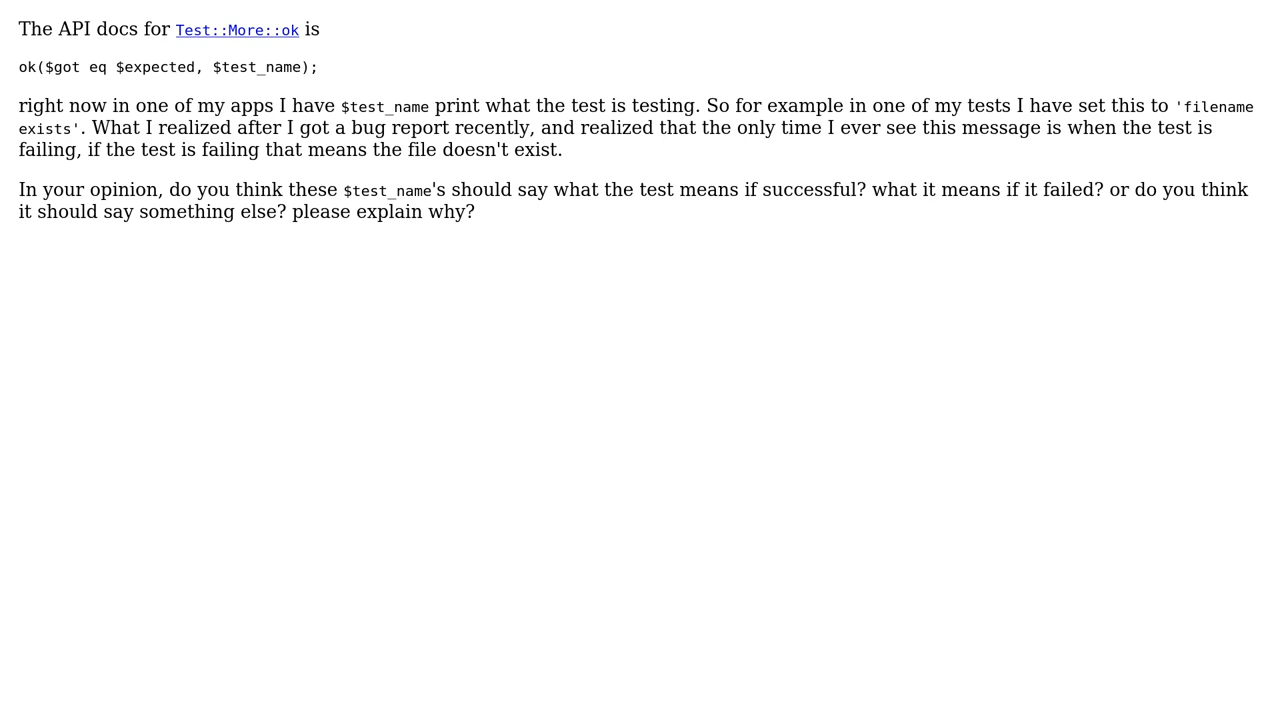 The API docs for Test::More::ok is
ok($got eq $expected, $test_name);
right now in one of my apps I have $test_name print what the test is testing. So for example in one of my tests I have set this to 'filename
exists'. What I realized after I got a bug report recently, and realized that the only time I ever see this message is when the test is
failing, if the test is failing that means the file doesn't exist.
In your opinion, do you think these $test_name's should say what the test means if successful? what it means if it failed? or do you think
it should say something else? please explain why?